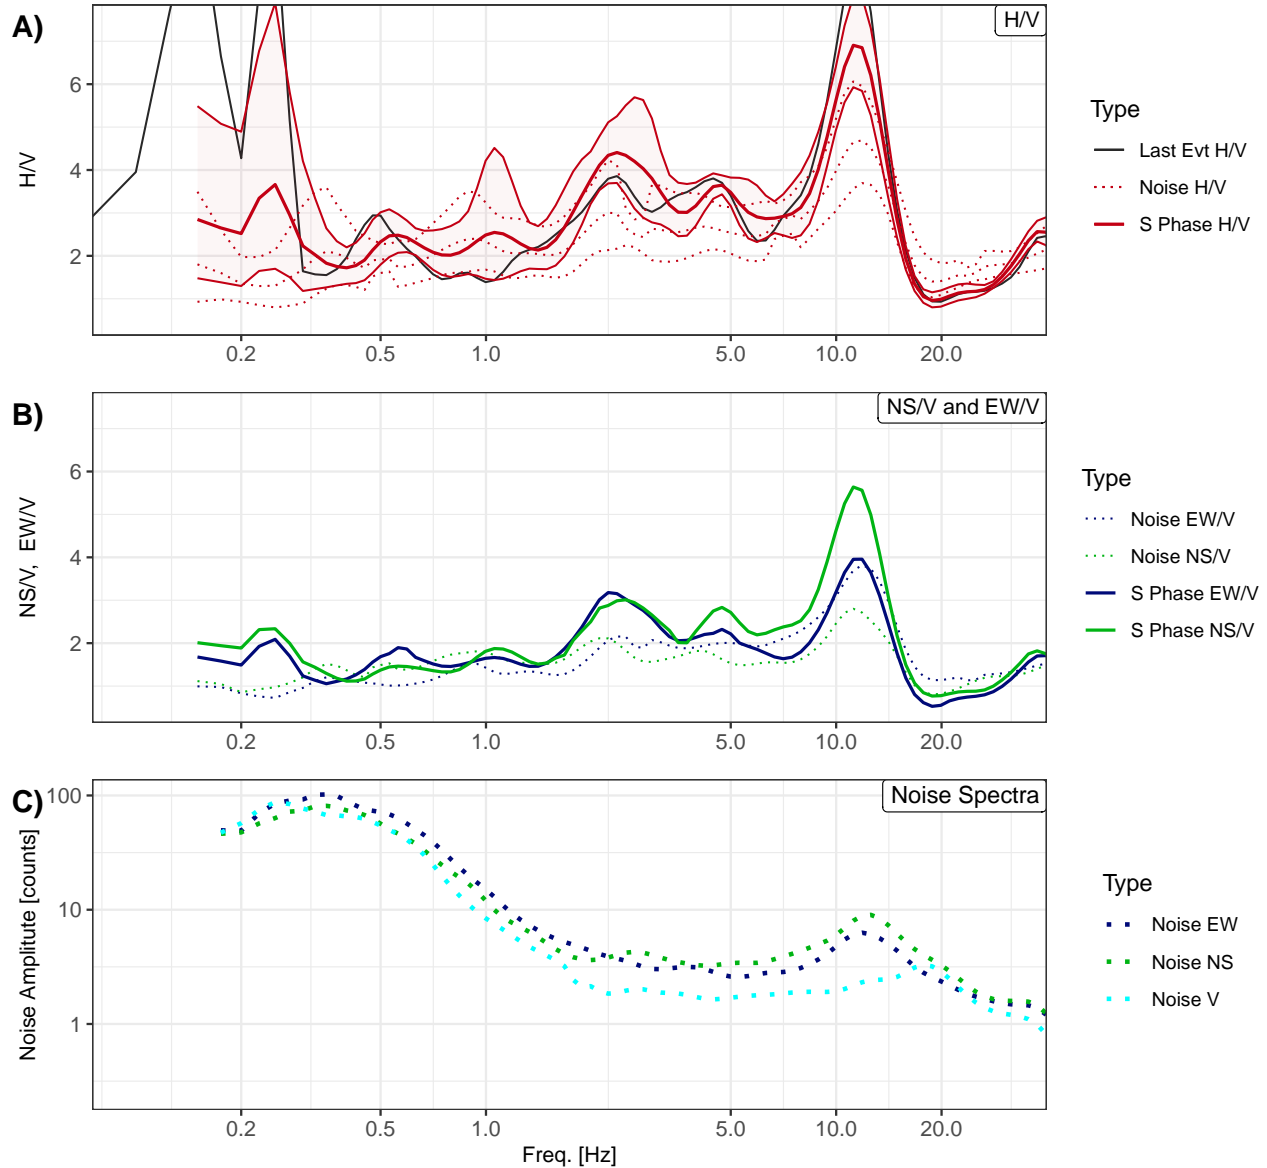 A)
H/V
6
4
2
H/V
0.2 0.5 1.0 5.0 10.0 20.0
Type
Last Evt H/V
Noise H/V
S Phase H/V
B)
NS/V and EW/V
6
4
2
NS/V, EW/V
0.2 0.5 1.0 5.0 10.0 20.0
Type
Noise EW/V
Noise NS/V
S Phase EW/V
S Phase NS/V
C)
Noise Spectra
100
10
1
Noise Amplitute [counts]
0.2 0.5 1.0 5.0 10.0 20.0
Freq. [Hz]
Type
Noise EW
Noise NS
Noise V